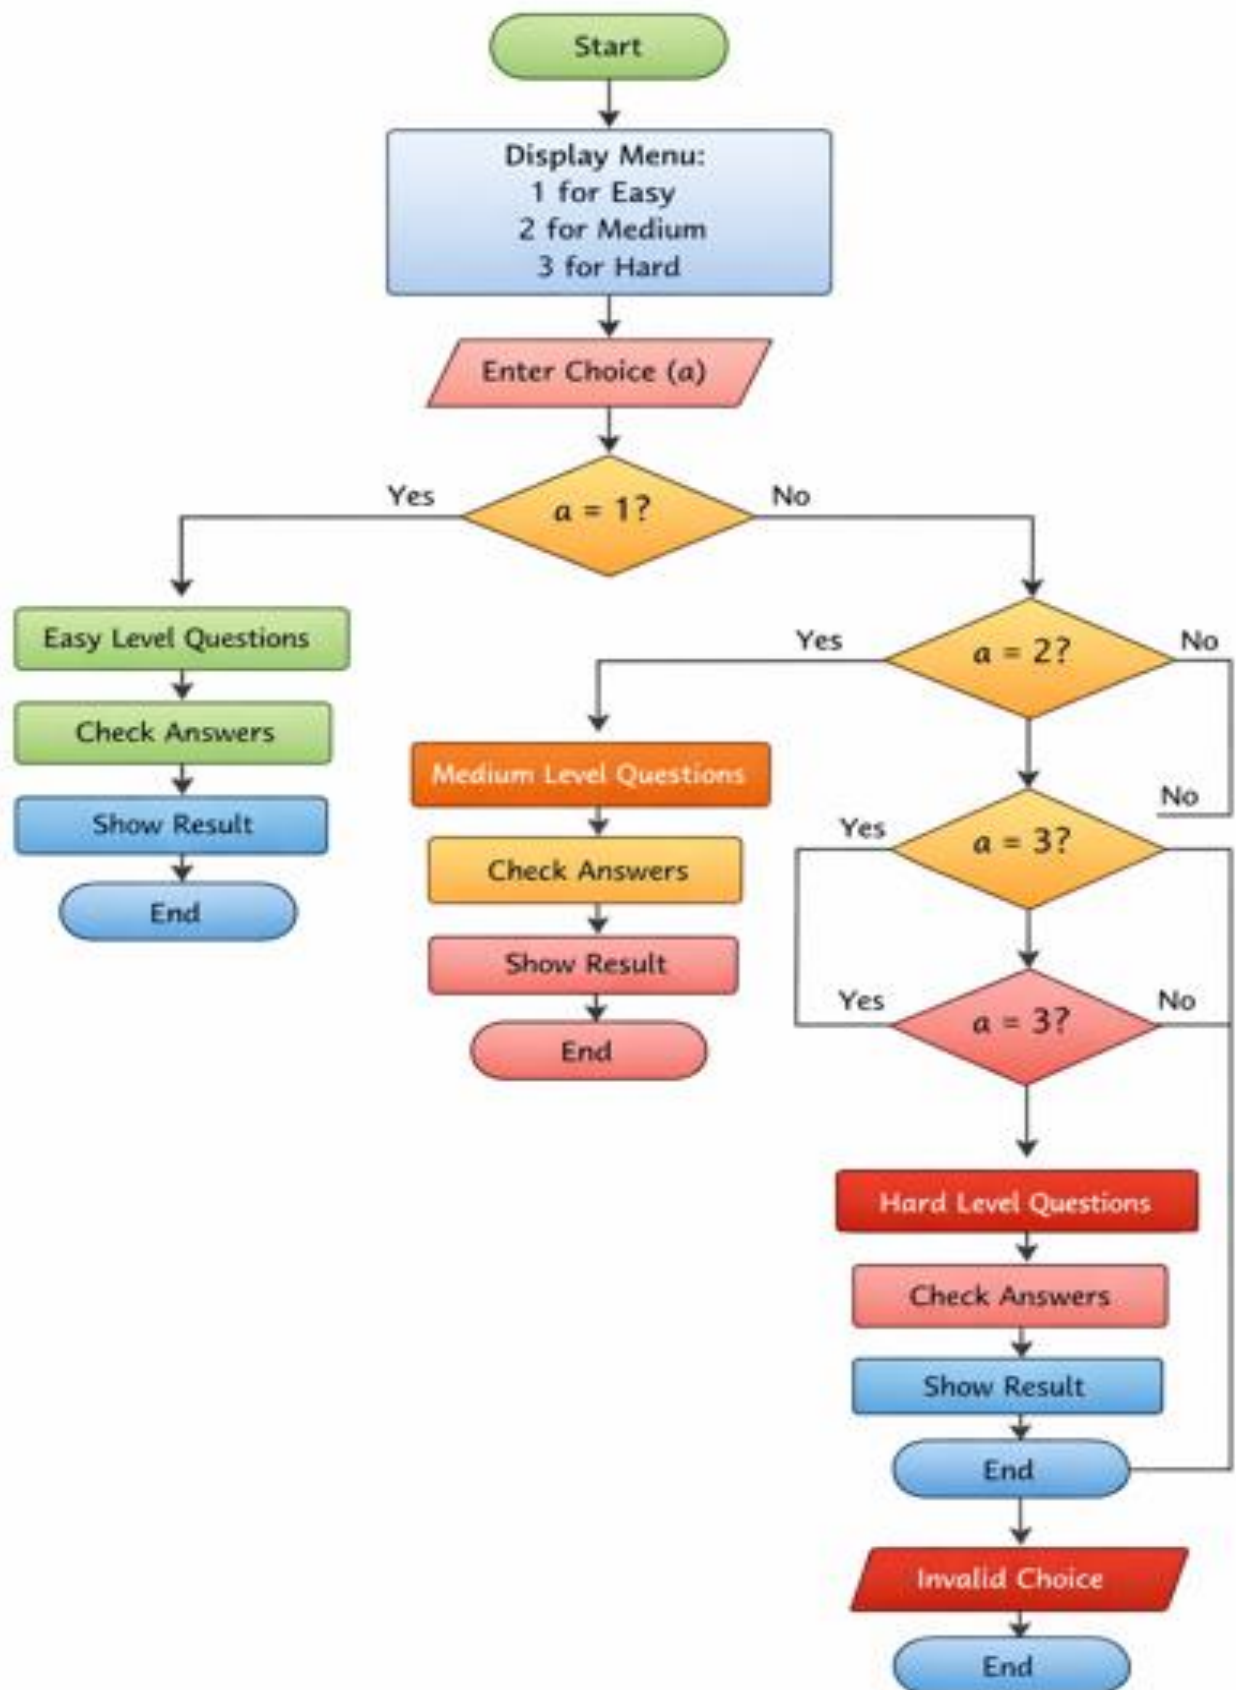 Start
Display Menu:
1 for Easy
2 for Medium
3 for Hard
Enter Choice (a)
a = 1?
Yes
No
Easy Level Questions
Check Answers
Show Result
End
a = 2?
Yes
No
Medium Level Questions
Check Answers
Show Result
End
No
Yes
a = 3?
Yes
a = 3?
No
Hard Level Questions
Check Answers
Show Result
End
Invalid Choice
End